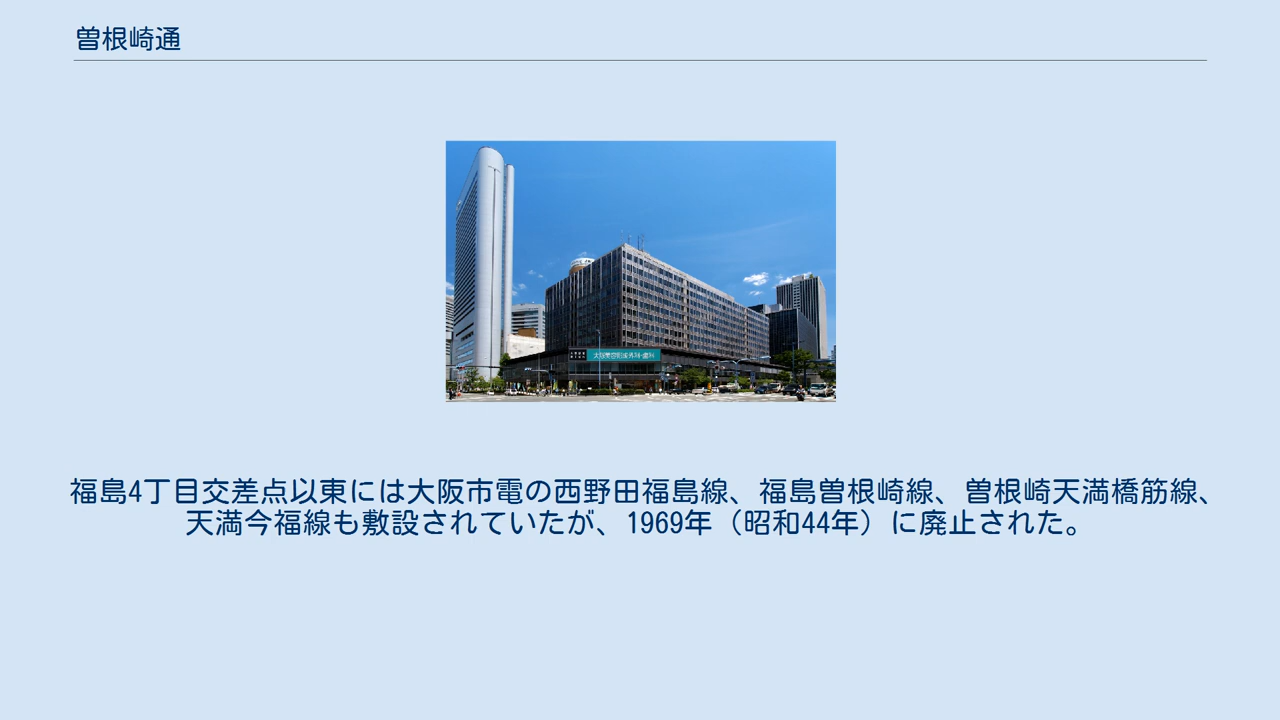 曽根崎通
福島4丁目交差点以東には大阪市電の西野田福島線、福島曽根崎線、曽根崎天満橋筋線、
天満今福線も敷設されていたが、1969年（昭和44年）に廃止された。